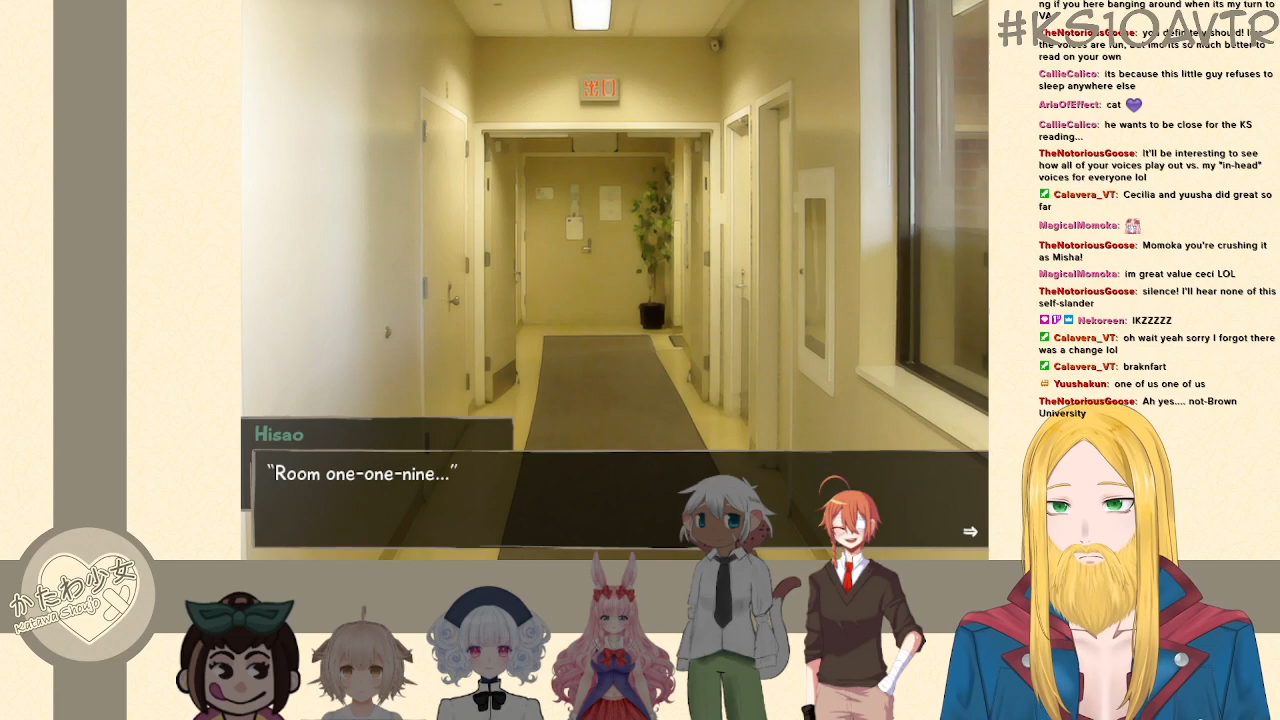 ng if you here banging around when its my turn to
VA
#KS10AVTR
TheNotoriousGoose: you definitely should! like
the voices are fun, but imo its so much better to
read on your own
CallieCalico: its because this little guy refuses to
sleep anywhere else
AriaOfEffect: cat
CallieCalico: he wants to be close for the KS
reading...
TheNotoriousGoose: It'll be interesting to see
how all of your voices play out vs. my "in-head"
voices for everyone lol
Calavera_VT: Cecilia and yuusha did great so
far
MagicalMomoka:
TheNotoriousGoose: Momoka you're crushing it
as Misha!
MagicalMomoka: im great value ceci LOL
TheNotoriousGoose: silence! I'll hear none of this
self-slander
Nekoreen: IKZZZZZ
Calavera_VT: oh wait yeah sorry I forgot there
was a change lol
Calavera_VT: braknfart
Yuushakun: one of us one of us
TheNotoriousGoose: Ah yes.... not-Brown
University
Hisao
“Room one-one-nine...”
⇒
かたわ少女
Katawa Shoujo